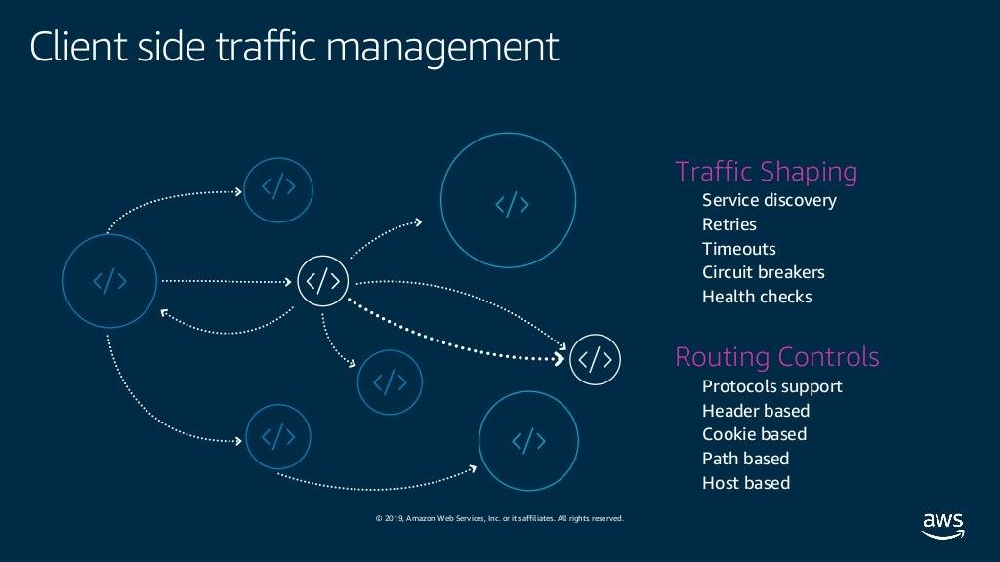 Client side traffic management
</>
</>
</>
</>
</>
</>
</>
</>
Traffic Shaping
Service discovery
Retries
Timeouts
Circuit breakers
Health checks
Routing Controls
Protocols support
Header based
Cookie based
Path based
Host based
© 2019, Amazon Web Services, Inc. or its affiliates. All rights reserved.
aws